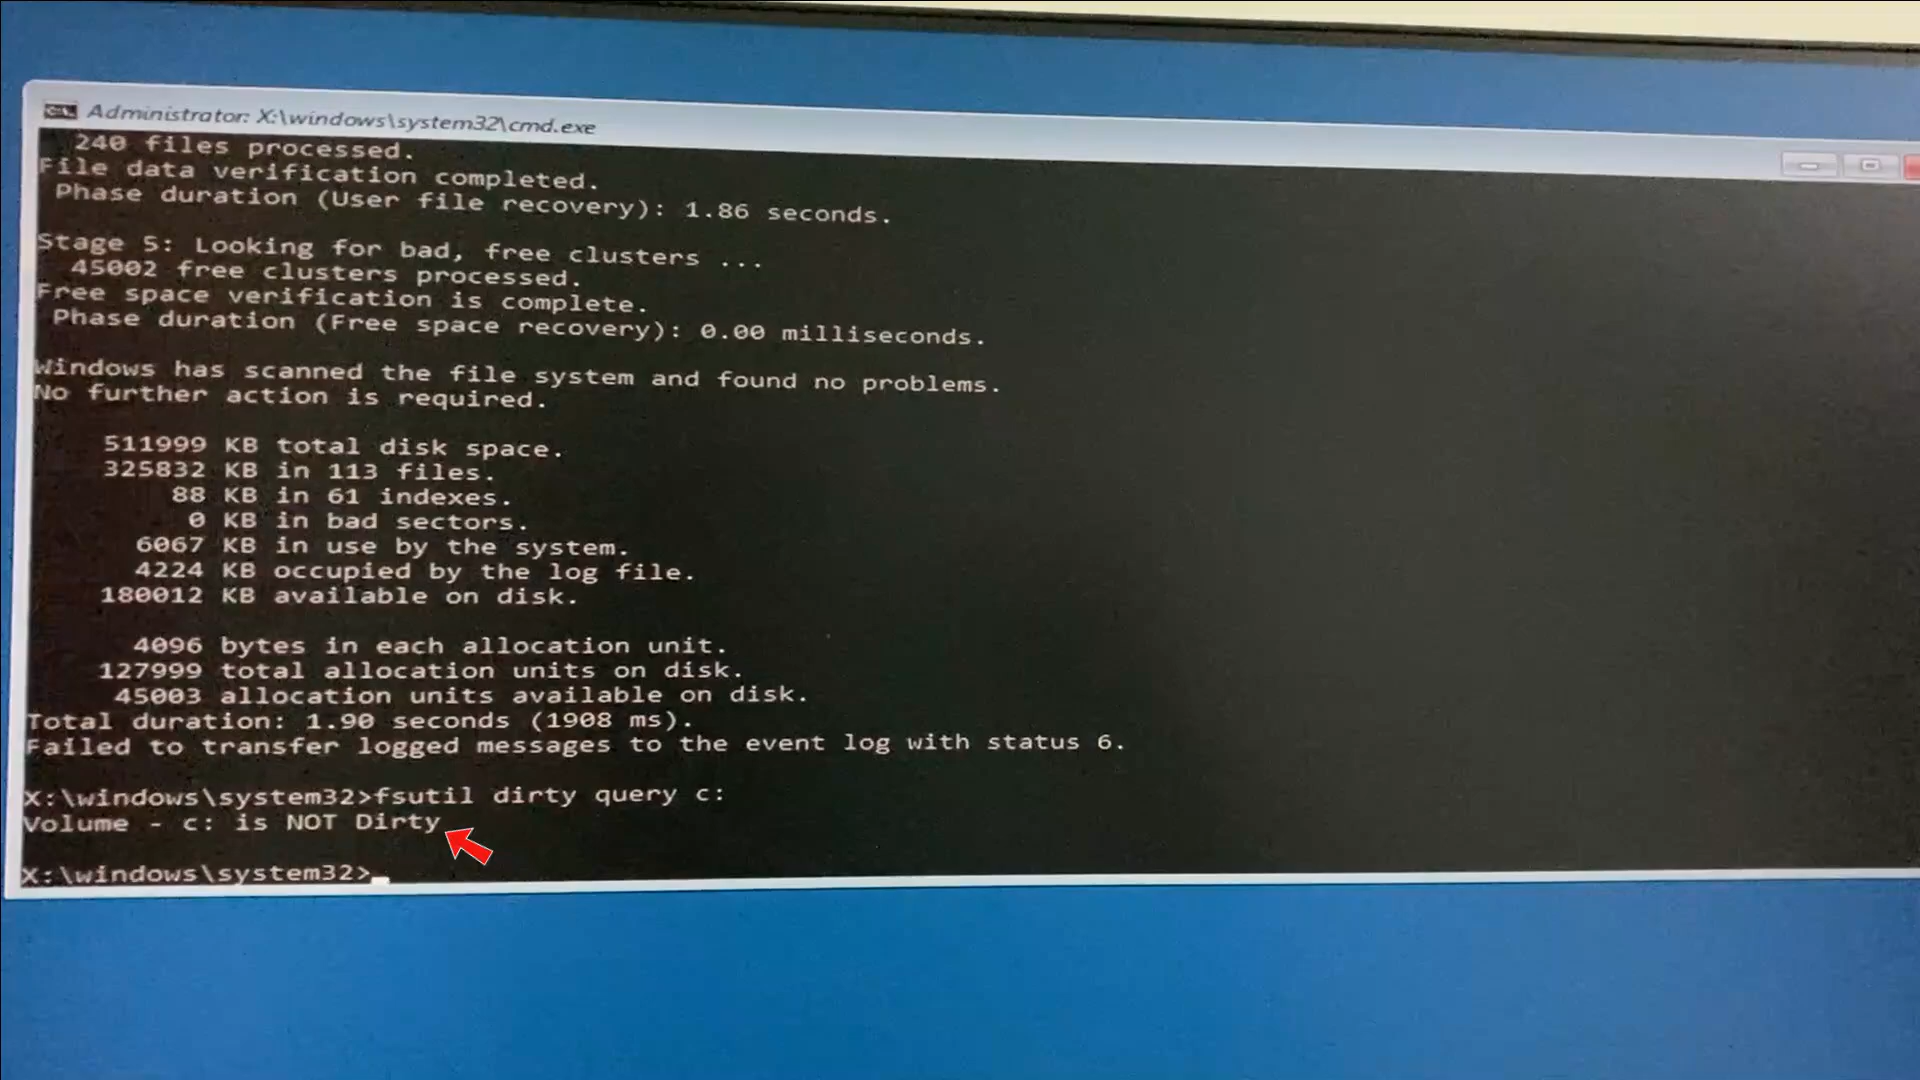 Administrator: X:\windows\system32\cmd.exe
240 files processed.
File data verification completed.
Phase duration (User file recovery): 1.86 seconds.
Stage 5: Looking for bad, free clusters ...
45002 free clusters processed.
Free space verification is complete.
Phase duration (Free space recovery): 0.00 milliseconds.
Windows has scanned the file system and found no problems.
No further action is required.
511999 KB total disk space.
325832 KB in 113 files.
88 KB in 61 indexes.
0 KB in bad sectors.
6067 KB in use by the system.
4224 KB occupied by the log file.
180012 KB available on disk.
4096 bytes in each allocation unit.
127999 total allocation units on disk.
45003 allocation units available on disk.
Total duration: 1.90 seconds (1908 ms).
Failed to transfer logged messages to the event log with status 6.
X:\windows\system32>fsutil dirty query c:
Volume - c: is NOT Dirty
X:\windows\system32>